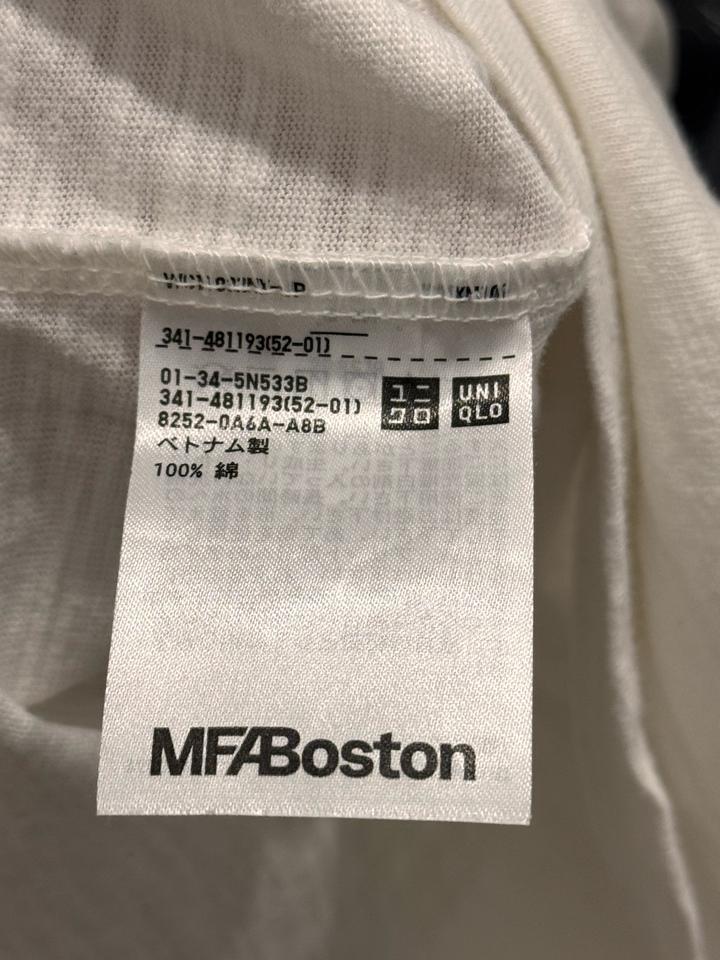 341-481193(52-01)
01-34-5N533B
341-481193(52-01)
8252-0A6A-A8B
ベトナム製
100% 綿
ユニ
クロ
UNI
QLO
MFABoston